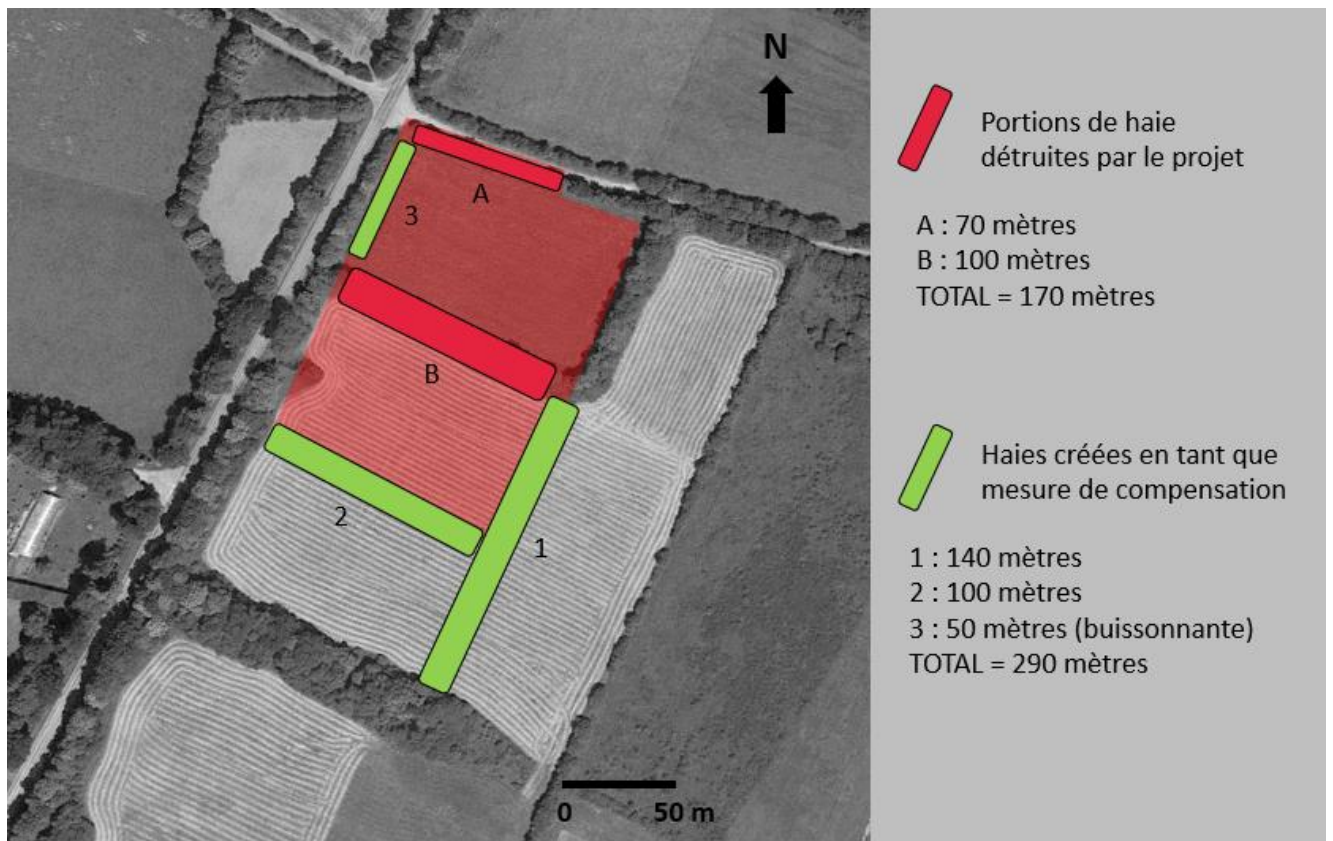 N
A
3
B
2
1
0 50 m
Portions de haie
détruites par le projet
A : 70 mètres
B : 100 mètres
TOTAL = 170 mètres
Haies créées en tant que
mesure de compensation
1 : 140 mètres
2 : 100 mètres
3 : 50 mètres (buissonnante)
TOTAL = 290 mètres